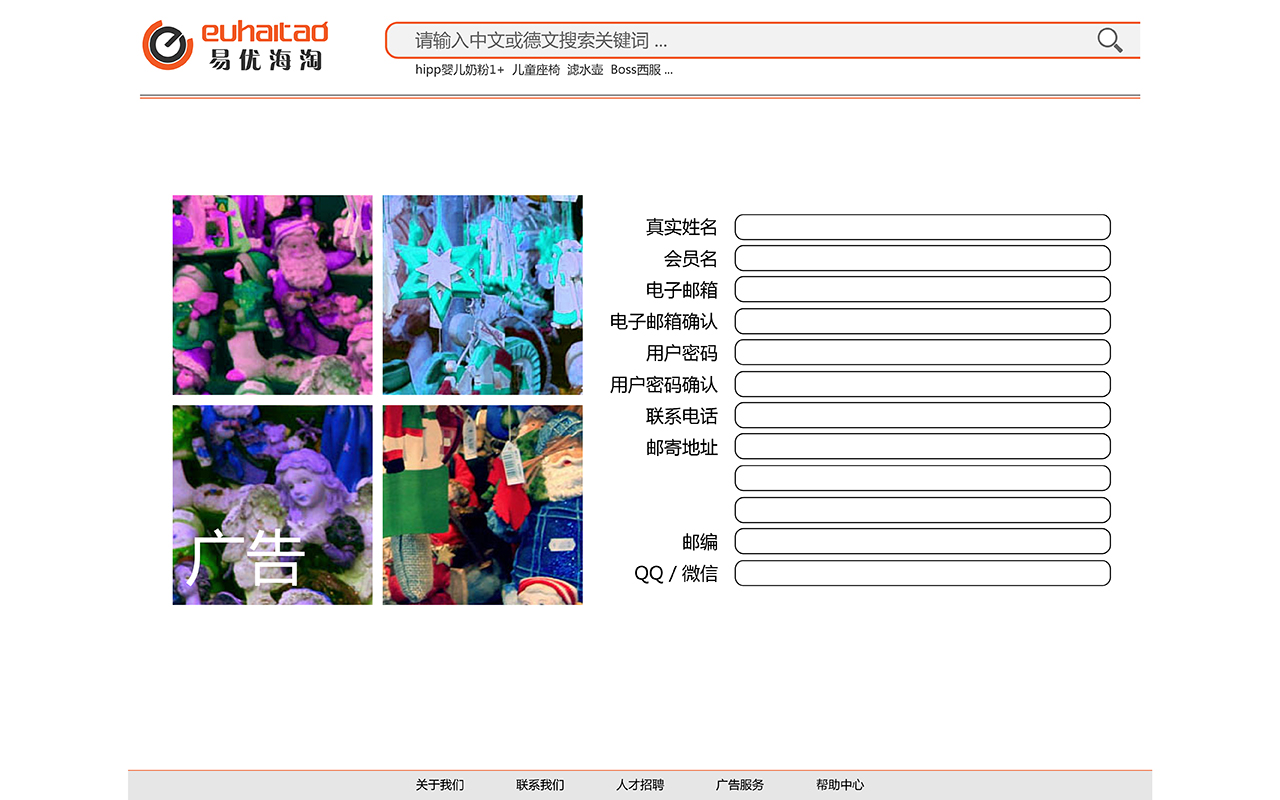 euhaitao
易优海淘
请输入中文或德文搜索关键词 ...
hipp婴儿奶粉1+ 儿童座椅 滤水壶 Boss西服 ...
真实姓名
会员名
电子邮箱
电子邮箱确认
用户密码
用户密码确认
联系电话
邮寄地址
邮编
QQ / 微信
广告
关于我们 联系我们 人才招聘 广告服务 帮助中心